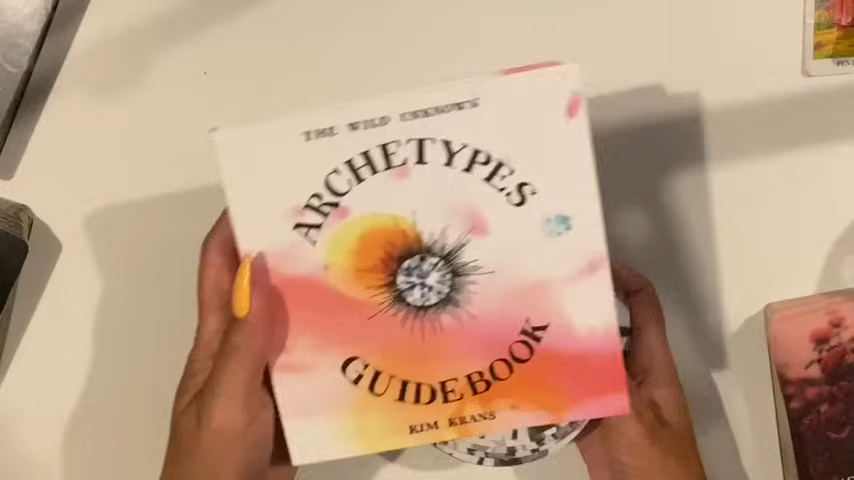 THE WILD UNKNOWN
ARCHETYPES
GUIDEBOOK
KIM KRANS